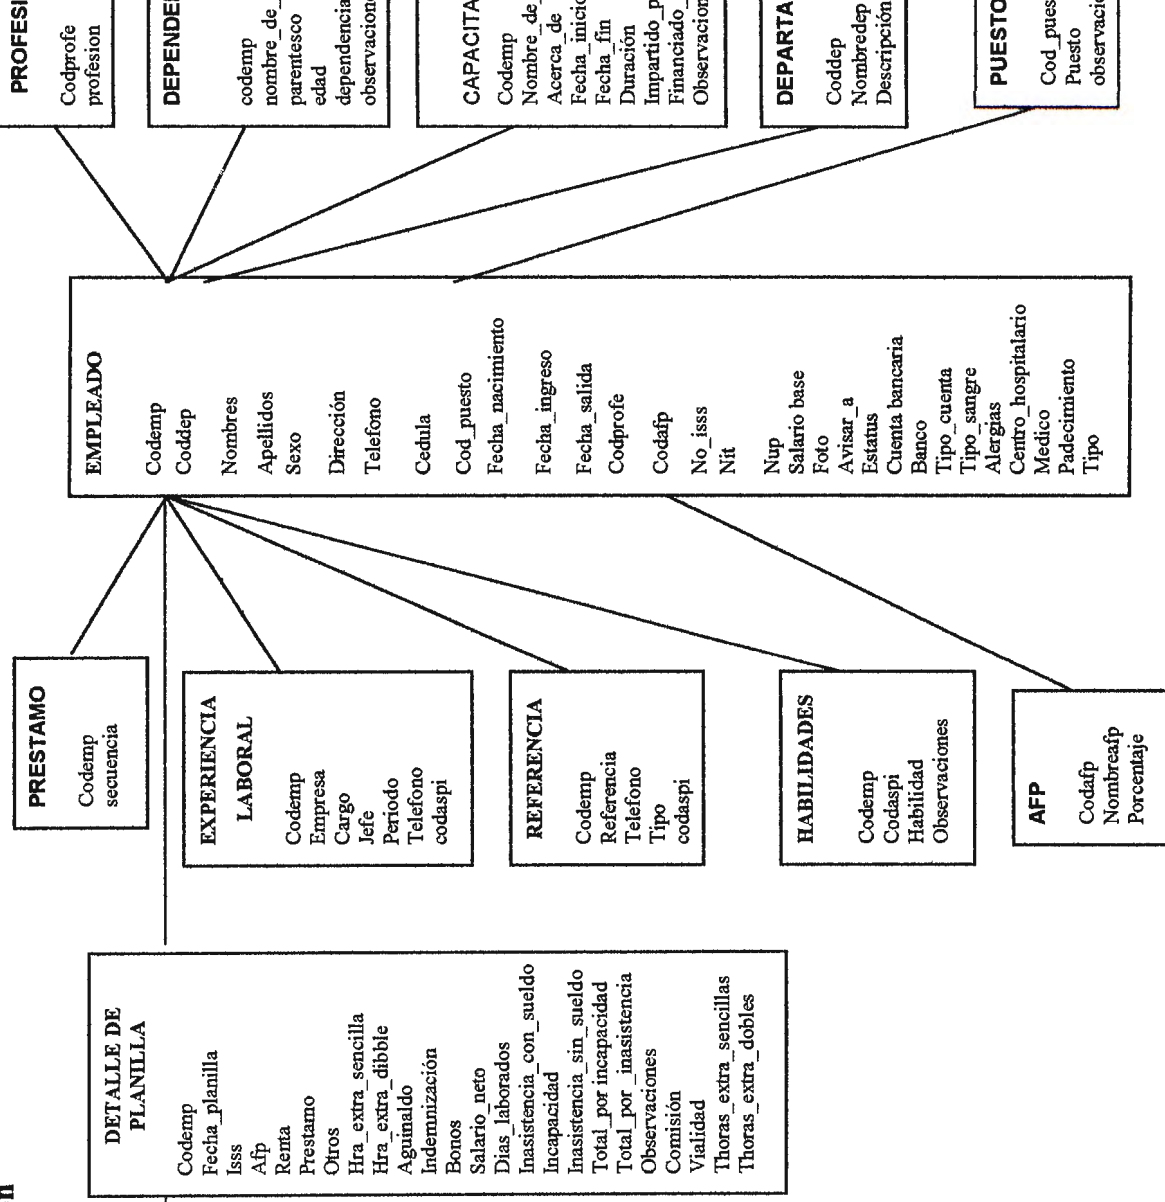 PROFESI
Codprofe
profesion
DEPENDE
codemp
nombre_de_
parentesco
edad
dependencia
observacion
CAPACITA
Codemp
Nombre de
Acerca de
Fecha_inicio
Fecha_fin
Duración
Impartido_p
Financiado_
Observacion
DEPARTA
Coddep
Nombredep
Descripción
PUESTO
Cod_pues
Puesto
observacio
EMPLEADO
Codemp
Coddep
Nombres
Apellidos
Sexo
Dirección
Telefono
Cedula
Cod_puesto
Fecha_nacimiento
Fecha_ingreso
Fecha_salida
Codprofe
Codafp
No_isss
Nit
Nup
Salario base
Foto
Avisar_a
Estatus
Cuenta bancaria
Banco
Tipo_cuenta
Tipo_sangre
Alergias
Centro_hospitalario
Medico
Padecimiento
Tipo
PRESTAMO
Codemp
secuencia
EXPERIENCIA
LABORAL
Codemp
Empresa
Cargo
Jefe
Periodo
Telefono
codaspi
REFERENCIA
Codemp
Referencia
Telefono
Tipo
codaspi
HABILIDADES
Codemp
Codaspi
Habilidad
Observaciones
AFP
Codafp
Nombreafp
Porcentaje
DETALLE DE
PLANILLA
Codemp
Fecha_planilla
Isss
Afp
Renta
Prestamo
Otros
Hra_extra_sencilla
Hra_extra_dibble
Aguinaldo
Indemnización
Bonos
Salario_neto
Dias_laborados
Inasistencia_con_sueldo
Incapacidad
Inasistencia_sin_sueldo
Total_por incapacidad
Total_por_inasistencia
Observaciones
Comisión
Vialidad
Thoras_extra_sencillas
Thoras_extra_dobles
n